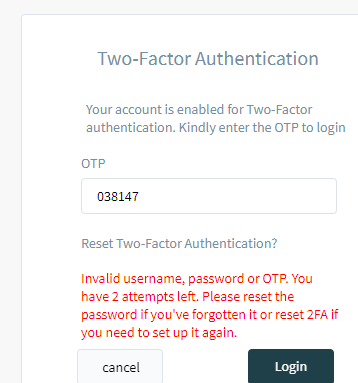 Two-Factor Authentication
Your account is enabled for Two-Factor
authentication. Kindly enter the OTP to login
OTP
038147
Reset Two-Factor Authentication?
Invalid username, password or OTP. You
have 2 attempts left. Please reset the
password if you've forgotten it or reset 2FA if
you need to set up it again.
cancel
Login